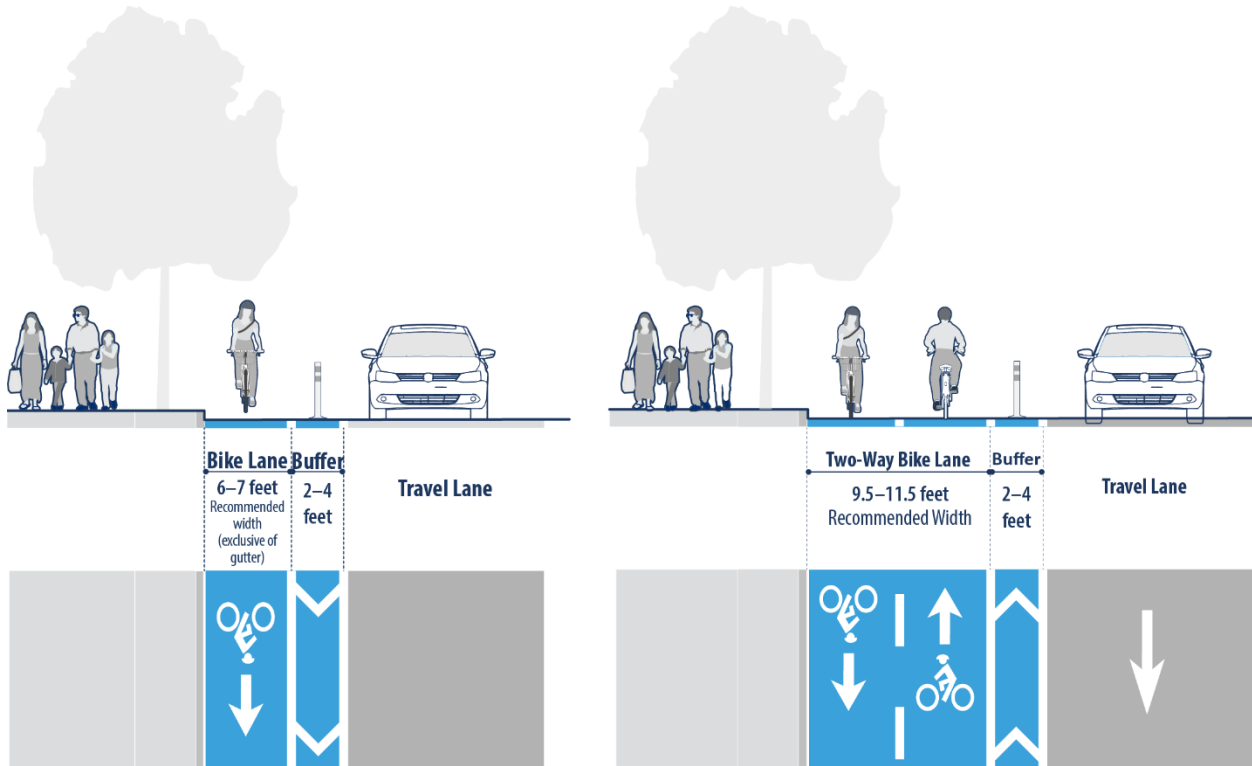 Bike Lane
6–7 feet
Recommended
width
(exclusive of
gutter)
Buffer
2–4
feet
Travel Lane
Two-Way Bike Lane
9.5–11.5 feet
Recommended Width
Buffer
2–4
feet
Travel Lane